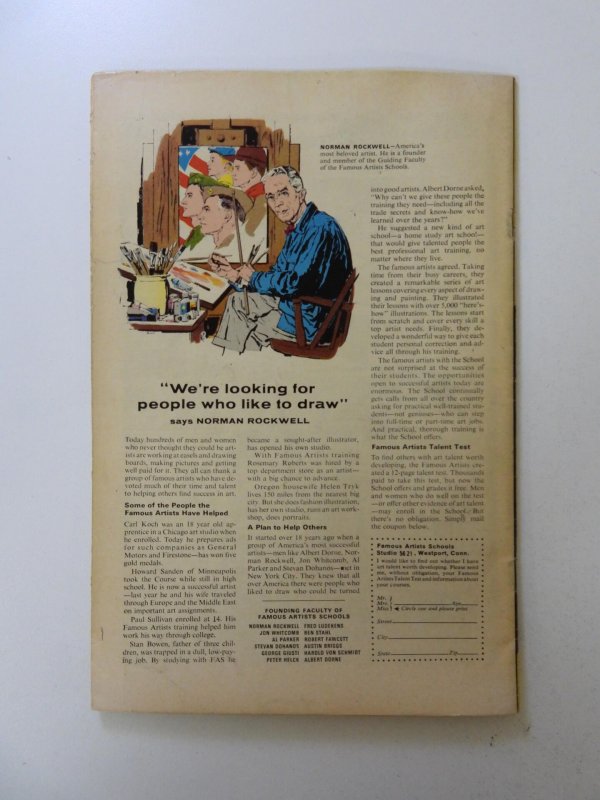 NORMAN ROCKWELL—America's
most beloved artist. He is a founder
and member of the Guiding Faculty
of the Famous Artists Schools.
"We're looking for
people who like to draw"
says NORMAN ROCKWELL
Today hundreds of men and women
who never thought they could be art-
ists are working at easels and drawing
boards, making pictures and getting
well paid for it. They all can thank a
group of famous artists who have de-
voted much of their time and talent
to helping others find success in art.
Some of the People the
Famous Artists Have Helped
Carl Koch was an 18 year old ap-
prentice in a Chicago art studio when
he enrolled. Today he prepares ads
for such companies as General
Motors and Firestone—has won five
gold medals.
Howard Sanden of Minneapolis
took the Course while still in high
school. He is now a successful artist
—last year he and his wife traveled
through Europe and the Middle East
on important art assignments.
Paul Sullivan enrolled at 14. His
Famous Artists training helped him
work his way through college.
Stan Bowen, father of three chil-
dren, was trapped in a dull, low-pay-
ing job. By studying with FAS he
became a sought-after illustrator,
has opened his own studio.
With Famous Artists training
Rosemary Roberts was hired by a
top department store as an artist—
with a big chance to advance.
Oregon housewife Helen Tryk
lives 150 miles from the nearest big
city. But she does fashion illustration,
has her own studio, runs an art work-
shop, does portraits.
A Plan to Help Others
It started over 18 years ago when a
group of America's most successful
artists—men like Albert Dorne, Nor-
man Rockwell, Jon Whitcomb, Al
Parker and Stevan Dohanos—met in
New York City. They knew that all
over America there were people who
liked to draw who could be turned
into good artists. Albert Dorne asked,
"Why can't we give these people the
training they need—including all the
trade secrets and know-how we've
learned over the years?"
He suggested a new kind of art
school—a home study art school—
that would give talented people the
best professional art training, no
matter where they live.
The famous artists agreed. Taking
time from their busy careers, they
created a remarkable series of art
lessons covering every aspect of draw-
ing and painting. They illustrated
their lessons with over 5,000 "here's-
how" illustrations. The lessons start
from scratch and cover every skill a
top artist needs. Finally, they de-
veloped a wonderful way to give each
student personal correction and ad-
vice all through his training.
The famous artists with the School
are not surprised at the success of
their students. The opportunities
open to successful artists today are
enormous. The School continually
gets calls from all over the country
asking for practical well-trained stu-
dents—not geniuses—who can step
into full-time or part-time art jobs.
And practical, thorough training is
what the School offers.
Famous Artists Talent Test
To find others with art talent worth
developing, the Famous Artists cre-
ated a 12-page talent test. Thousands
paid to take this test, but now the
School offers and grades it free. Men
and women who do well on the test
—or offer other evidence of art talent
—may enroll in the School. But
there's no obligation. Simply mail
the coupon below.
FOUNDING FACULTY OF
FAMOUS ARTISTS SCHOOLS
NORMAN ROCKWELL FRED LUDEKENS
JON WHITCOMB BEN STAHL
AL PARKER ROBERT FAWCETT
STEVAN DOHANOS AUSTIN BRIGGS
GEORGE GIUSTI HAROLD VON SCHMIDT
PETER HELCK ALBERT DORNE
Famous Artists Schools
Westport, Conn.
I would like to find out whether I have
art talent worth developing. Please send
me, without obligation, your Famous
Artists Talent Test and information about
your courses.
Mr.
Mrs. Age
Miss Circle one and please print
Street
City
State Zip